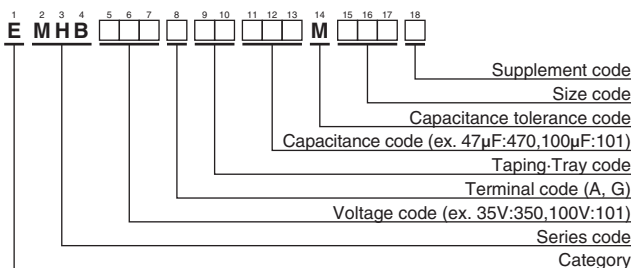 1 2 3 4 5 6 7 8 9 10 11 12 13 14 15 16 17 18
E M H B M
Supplement code
Size code
Capacitance tolerance code
Capacitance code (ex. 47µF:470,100µF:101)
Taping·Tray code
Terminal code (A, G)
Voltage code (ex. 35V:350,100V:101)
Series code
Category